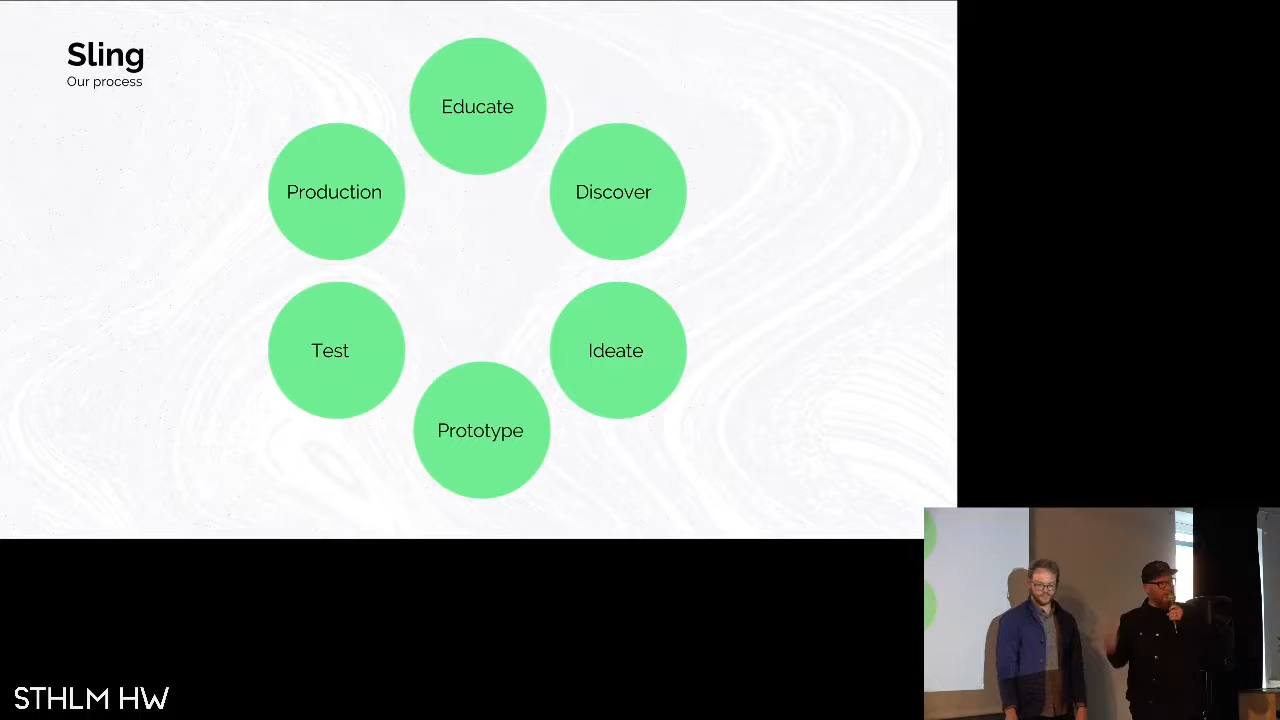 Sling
Our process
Educate
Production
Discover
Test
Ideate
Prototype
STHLM HW